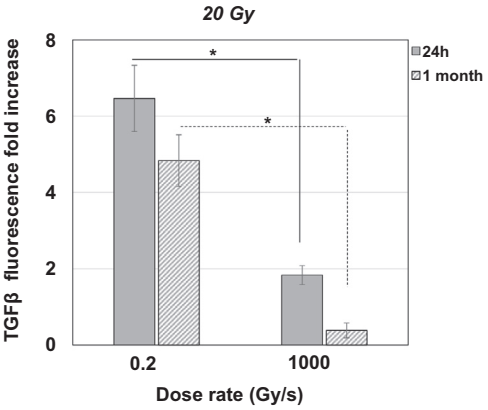 20 Gy
TGFβ fluorescence fold increase
8
6
4
2
0
*
*
24h
1 month
0.2
1000
Dose rate (Gy/s)